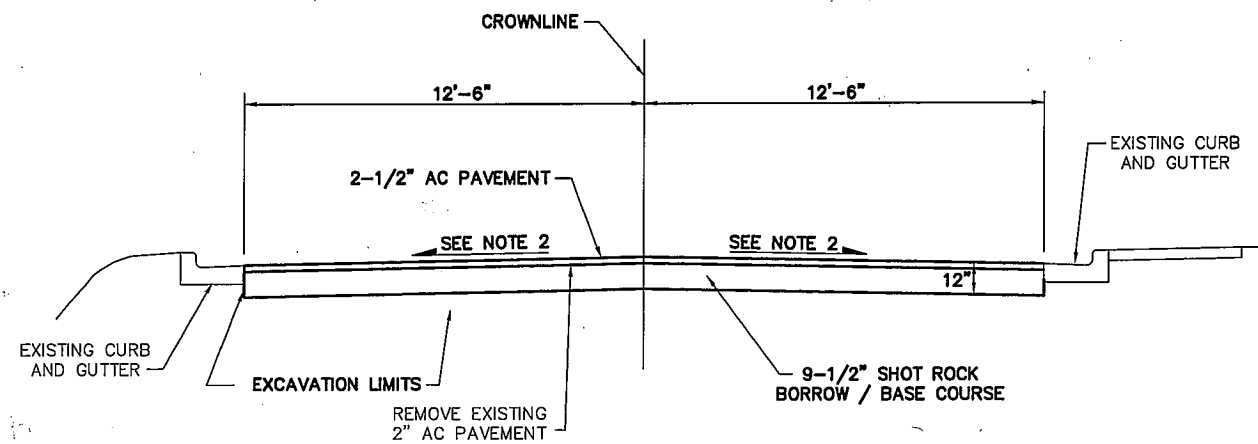 CROWNLINE
12'-6"
12'-6"
EXISTING CURB
AND GUTTER
2-1/2" AC PAVEMENT
SEE NOTE 2
SEE NOTE 2
12"
EXISTING CURB
AND GUTTER
EXCAVATION LIMITS
9-1/2" SHOT ROCK
BORROW / BASE COURSE
REMOVE EXISTING
2" AC PAVEMENT